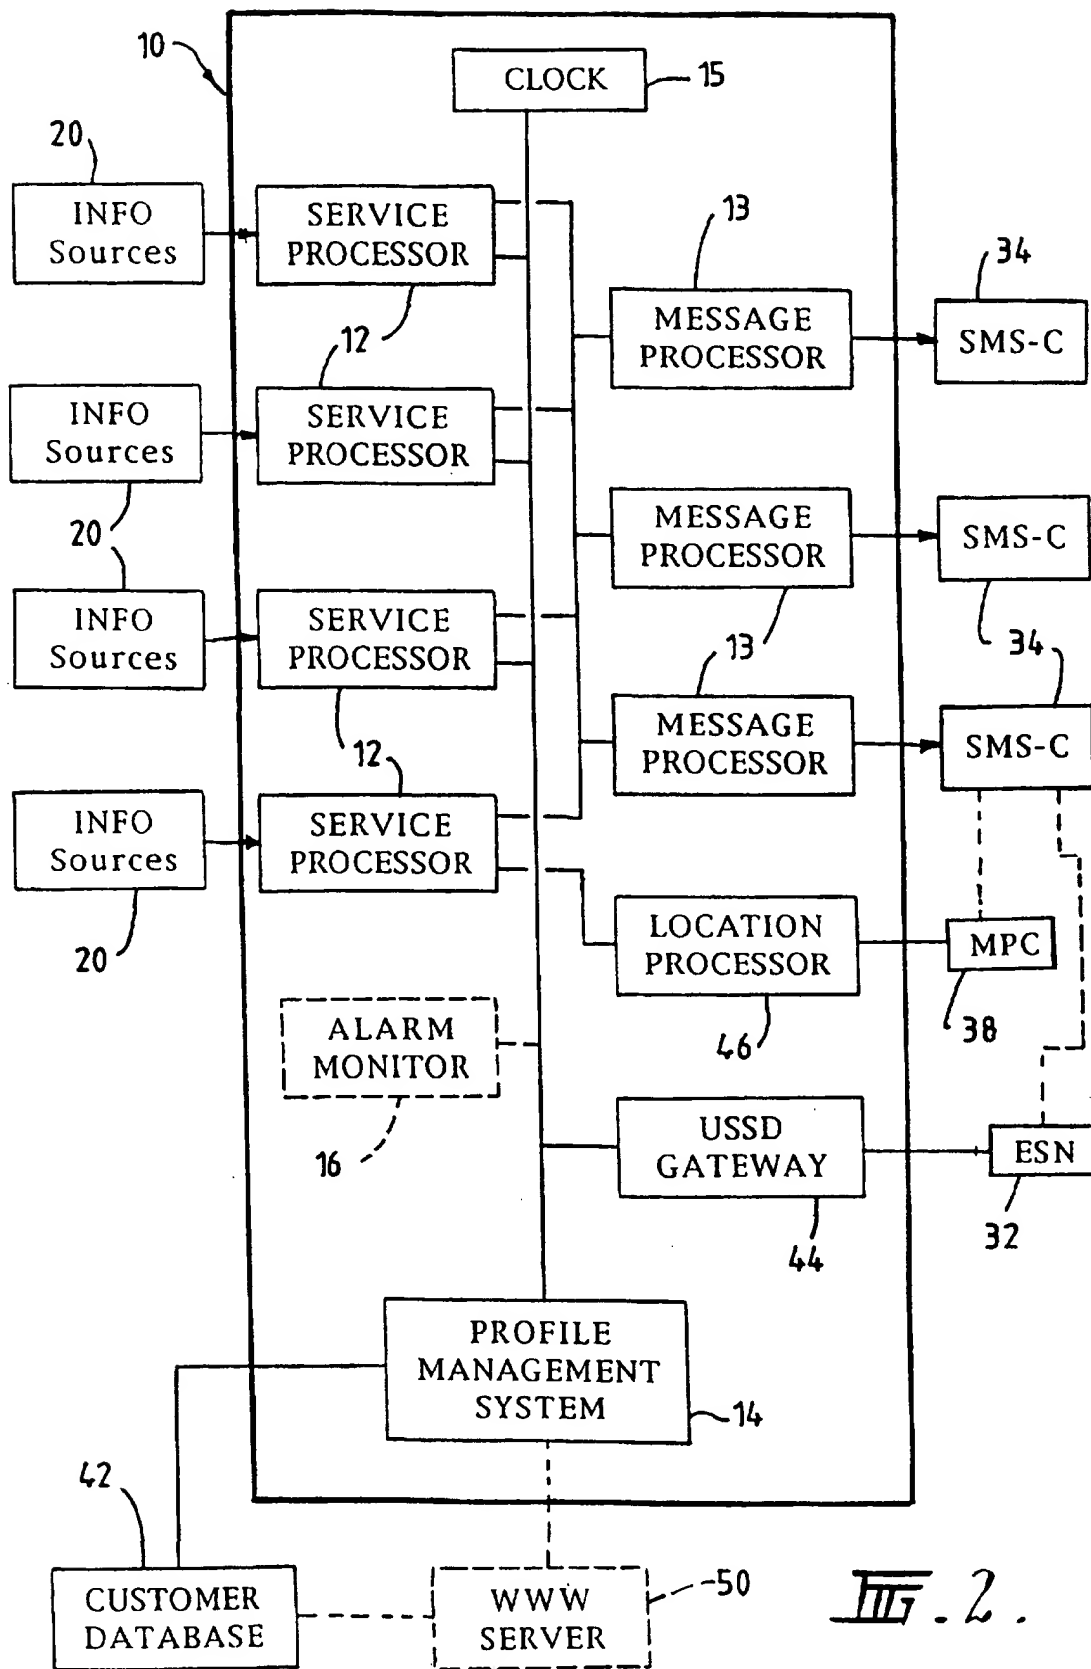 10
CLOCK
15
20
INFO
Sources
SERVICE
PROCESSOR
13
34
12
MESSAGE
PROCESSOR
SMS-C
INFO
Sources
SERVICE
PROCESSOR
20
MESSAGE
PROCESSOR
SMS-C
INFO
Sources
SERVICE
PROCESSOR
13
34
12
MESSAGE
PROCESSOR
SMS-C
INFO
Sources
SERVICE
PROCESSOR
20
LOCATION
PROCESSOR
MPC
ALARM
MONITOR
46
38
16
USSD
GATEWAY
ESN
44
32
PROFILE
MANAGEMENT
SYSTEM
14
42
CUSTOMER
DATABASE
WWW
SERVER
50
FIG. 2.